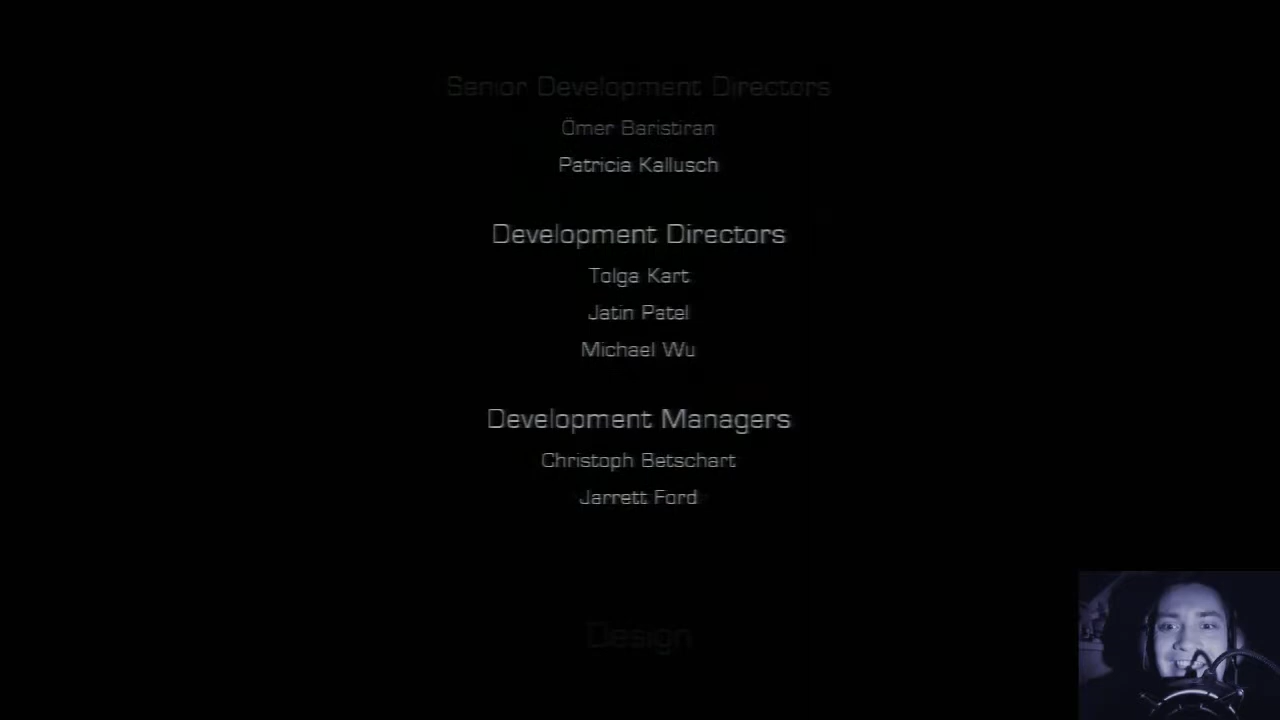 Senior Development Directors
Ömer Baristiran
Patricia Kallusch
Development Directors
Tolga Kart
Jatin Patel
Michael Wu
Development Managers
Christoph Betschart
Jarrett Ford
Design